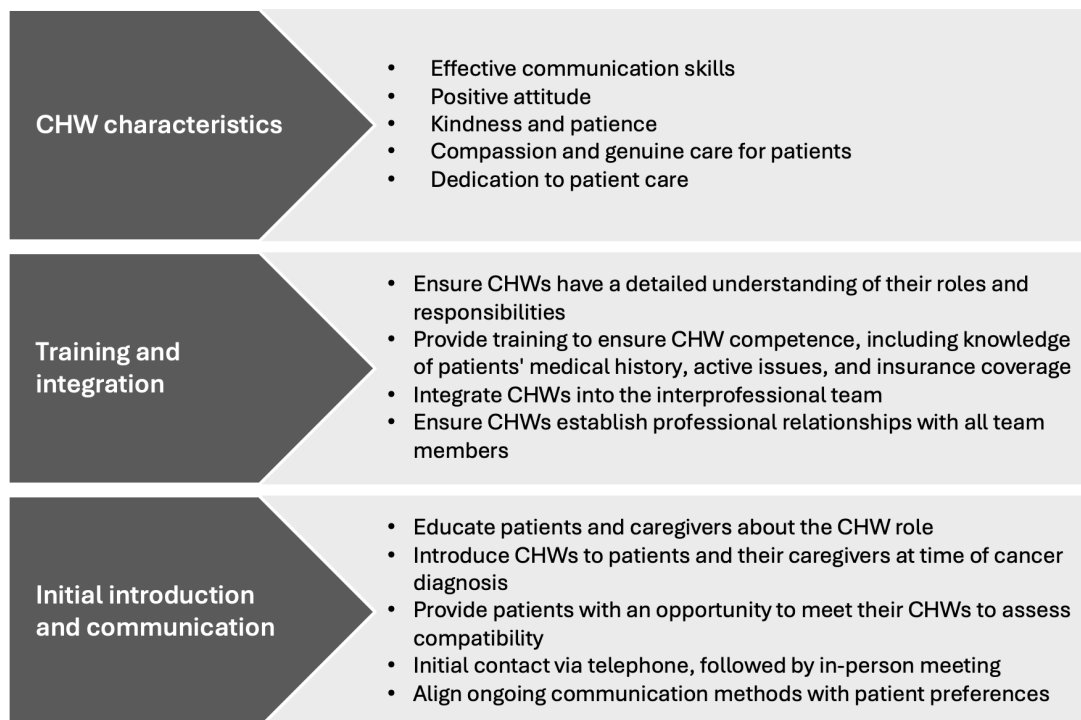 CHW characteristics
• Effective communication skills
• Positive attitude
• Kindness and patience
• Compassion and genuine care for patients
• Dedication to patient care
Training and
integration
• Ensure CHWs have a detailed understanding of their roles and
responsibilities
• Provide training to ensure CHW competence, including knowledge
of patients' medical history, active issues, and insurance coverage
• Integrate CHWs into the interprofessional team
• Ensure CHWs establish professional relationships with all team
members
Initial introduction
and communication
• Educate patients and caregivers about the CHW role
• Introduce CHWs to patients and their caregivers at time of cancer
diagnosis
• Provide patients with an opportunity to meet their CHWs to assess
compatibility
• Initial contact via telephone, followed by in-person meeting
• Align ongoing communication methods with patient preferences